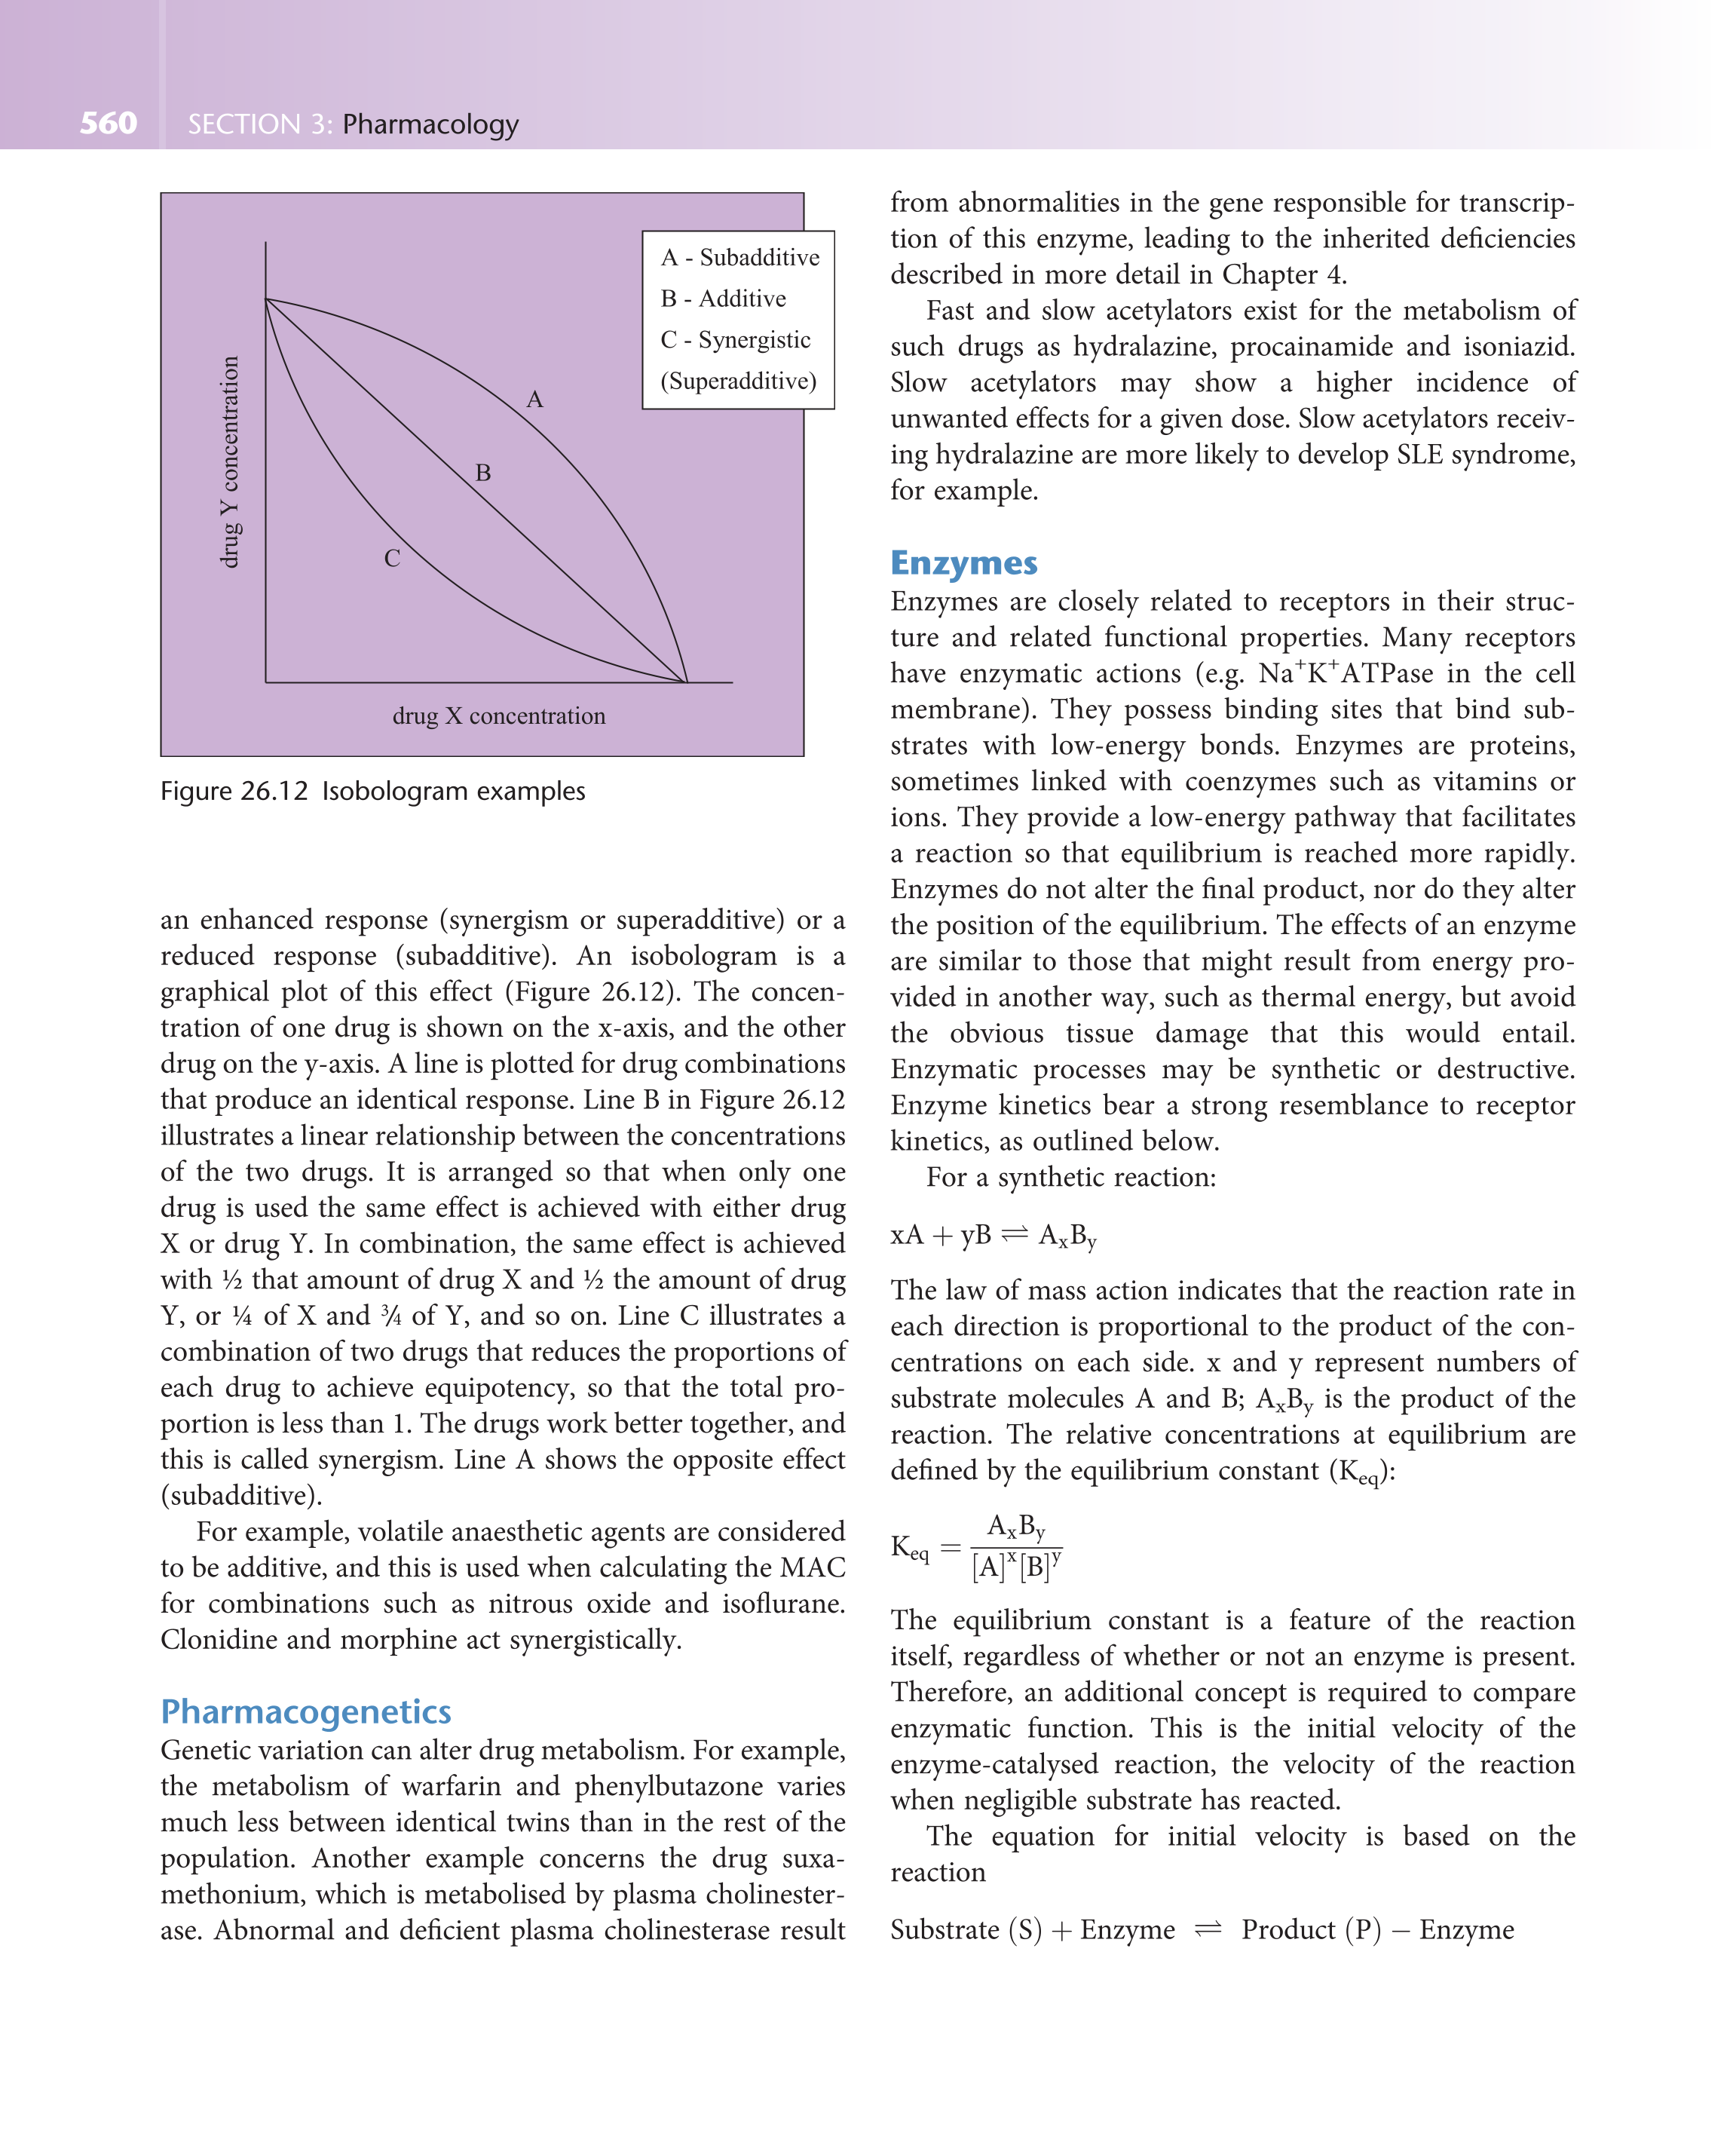 560 SECTION 3: Pharmacology
A - Subadditive
B - Additive
C - Synergistic
(Superadditive)
A
B
C
drug Y concentration
drug X concentration
Figure 26.12 Isobologram examples
an enhanced response (synergism or superadditive) or a
reduced response (subadditive). An isobologram is a
graphical plot of this effect (Figure 26.12). The concen-
tration of one drug is shown on the x-axis, and the other
drug on the y-axis. A line is plotted for drug combinations
that produce an identical response. Line B in Figure 26.12
illustrates a linear relationship between the concentrations
of the two drugs. It is arranged so that when only one
drug is used the same effect is achieved with either drug
X or drug Y. In combination, the same effect is achieved
with ½ that amount of drug X and ½ the amount of drug
Y, or ¼ of X and ¾ of Y, and so on. Line C illustrates a
combination of two drugs that reduces the proportions of
each drug to achieve equipotency, so that the total pro-
portion is less than 1. The drugs work better together, and
this is called synergism. Line A shows the opposite effect
(subadditive).
For example, volatile anaesthetic agents are considered
to be additive, and this is used when calculating the MAC
for combinations such as nitrous oxide and isoflurane.
Clonidine and morphine act synergistically.
Pharmacogenetics
Genetic variation can alter drug metabolism. For example,
the metabolism of warfarin and phenylbutazone varies
much less between identical twins than in the rest of the
population. Another example concerns the drug suxa-
methonium, which is metabolised by plasma cholinester-
ase. Abnormal and deficient plasma cholinesterase result
from abnormalities in the gene responsible for transcrip-
tion of this enzyme, leading to the inherited deficiencies
described in more detail in Chapter 4.
Fast and slow acetylators exist for the metabolism of
such drugs as hydralazine, procainamide and isoniazid.
Slow acetylators may show a higher incidence of
unwanted effects for a given dose. Slow acetylators receiv-
ing hydralazine are more likely to develop SLE syndrome,
for example.
Enzymes
Enzymes are closely related to receptors in their struc-
ture and related functional properties. Many receptors
have enzymatic actions (e.g. Na⁺K⁺ATPase in the cell
membrane). They possess binding sites that bind sub-
strates with low-energy bonds. Enzymes are proteins,
sometimes linked with coenzymes such as vitamins or
ions. They provide a low-energy pathway that facilitates
a reaction so that equilibrium is reached more rapidly.
Enzymes do not alter the final product, nor do they alter
the position of the equilibrium. The effects of an enzyme
are similar to those that might result from energy pro-
vided in another way, such as thermal energy, but avoid
the obvious tissue damage that this would entail.
Enzymatic processes may be synthetic or destructive.
Enzyme kinetics bear a strong resemblance to receptor
kinetics, as outlined below.
For a synthetic reaction:
xA + yB ⇌ AₓB_y
The law of mass action indicates that the reaction rate in
each direction is proportional to the product of the con-
centrations on each side. x and y represent numbers of
substrate molecules A and B; AₓB_y is the product of the
reaction. The relative concentrations at equilibrium are
defined by the equilibrium constant (K_eq):
K_eq = AₓB_y / [A]ˣ[B]ʸ
The equilibrium constant is a feature of the reaction
itself, regardless of whether or not an enzyme is present.
Therefore, an additional concept is required to compare
enzymatic function. This is the initial velocity of the
enzyme-catalysed reaction, the velocity of the reaction
when negligible substrate has reacted.
The equation for initial velocity is based on the
reaction
Substrate (S) + Enzyme ⇌ Product (P) − Enzyme